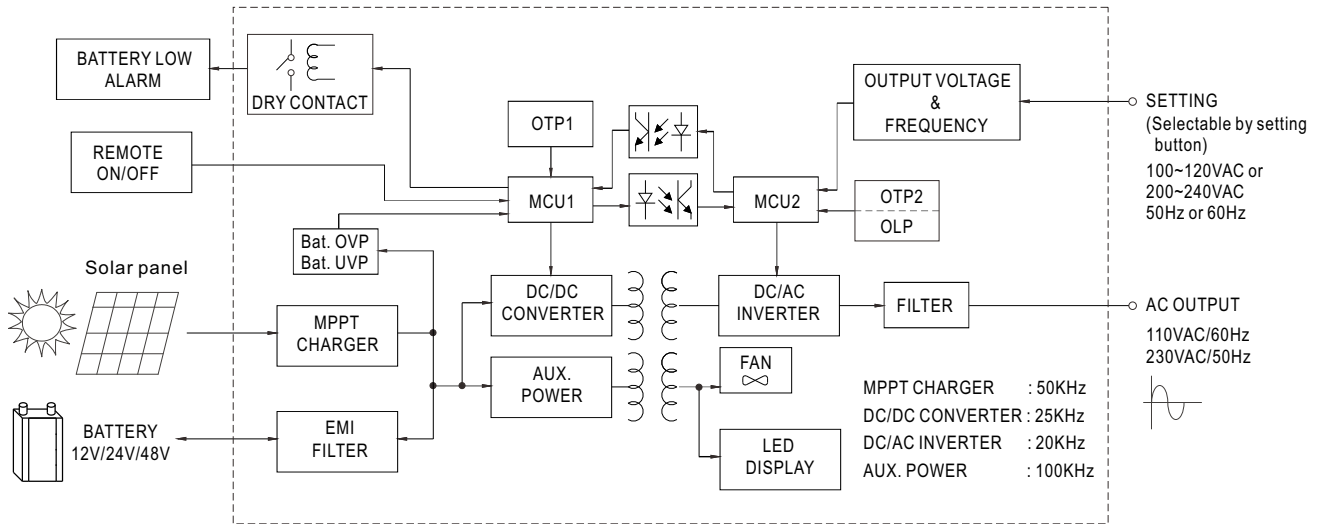 BATTERY LOW
ALARM
DRY CONTACT
OUTPUT VOLTAGE
&
FREQUENCY
SETTING
(Selectable by setting
button)
100~120VAC or
200~240VAC
50Hz or 60Hz
OTP1
REMOTE
ON/OFF
MCU1
MCU2
OTP2
OLP
Bat. OVP
Bat. UVP
Solar panel
MPPT
CHARGER
DC/DC
CONVERTER
DC/AC
INVERTER
FILTER
AC OUTPUT
110VAC/60Hz
230VAC/50Hz
AUX.
POWER
FAN
BATTERY
12V/24V/48V
EMI
FILTER
LED
DISPLAY
MPPT CHARGER : 50KHz
DC/DC CONVERTER : 25KHz
DC/AC INVERTER : 20KHz
AUX. POWER : 100KHz